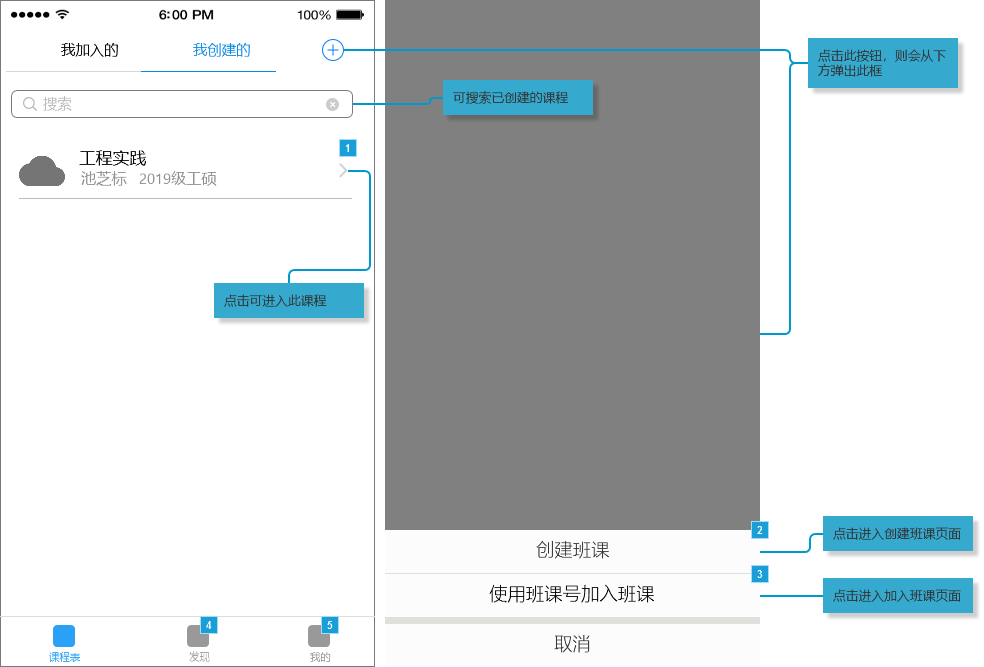 6:00 PM
100%
我加入的
我创建的
搜索
1
工程实践
池芝标 2019级工硕
点击可进入此课程
4
5
课程表
发现
我的
可搜索已创建的课程
点击此按钮，则会从下
方弹出此框
2
创建班课
3
使用班课号加入班课
取消
点击进入创建班课页面
点击进入加入班课页面